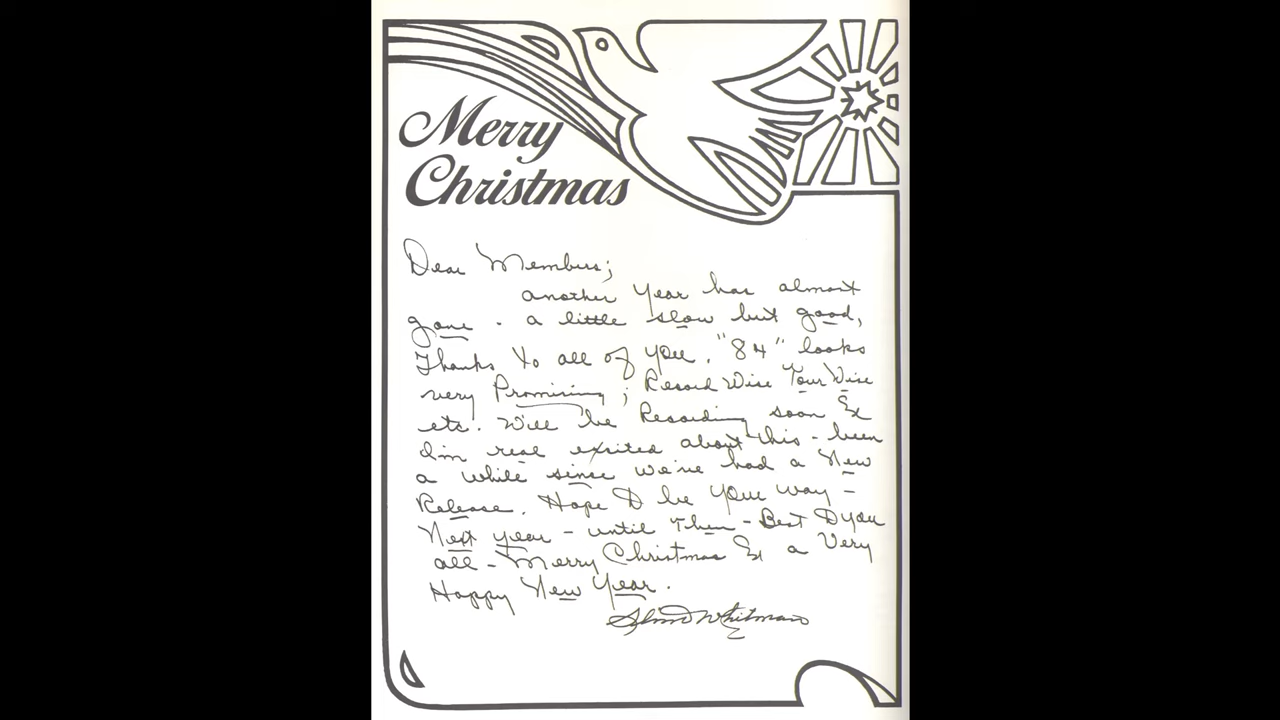 Merry
Christmas
Dear Members;
another Year has almost
gone. a little slow but good,
Thanks to all of you. "84" looks
very Promising; Record Wise Tour Wise
etc. Will be Recording soon &
I'm real exited about this - been
a while since we've had a New
Release. Hope to be your way -
Next year - until Then - Best to you
all - Merry Christmas & a Very
Happy New Year.
Slim Whitman